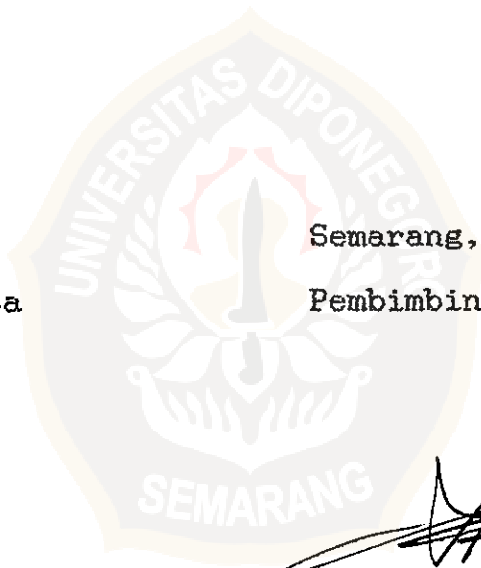 UNIVERSITAS DIPONEGORO
Semarang,
a
Pembimbin
SEMARANG